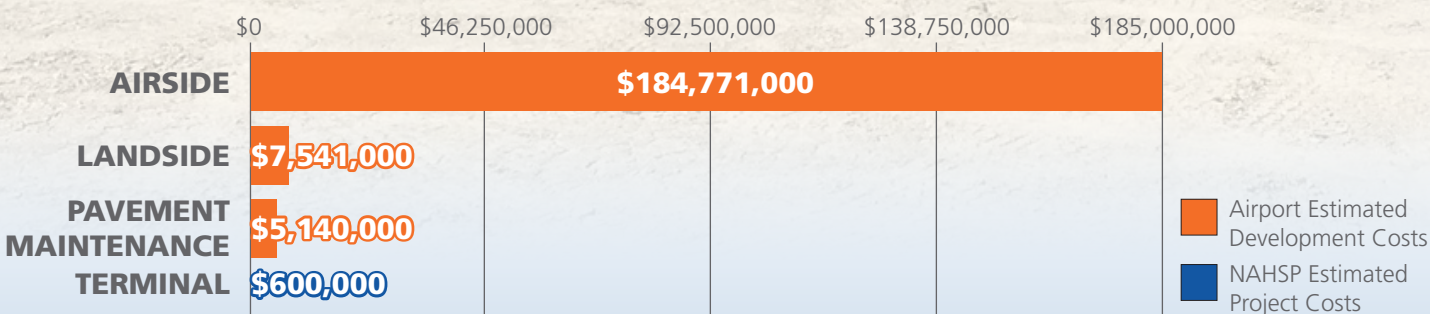 $0 $46,250,000 $92,500,000 $138,750,000 $185,000,000
AIRSIDE $184,771,000
LANDSIDE $7,541,000
PAVEMENT
MAINTENANCE $5,140,000
TERMINAL $600,000
Airport Estimated
Development Costs
NAHSP Estimated
Project Costs